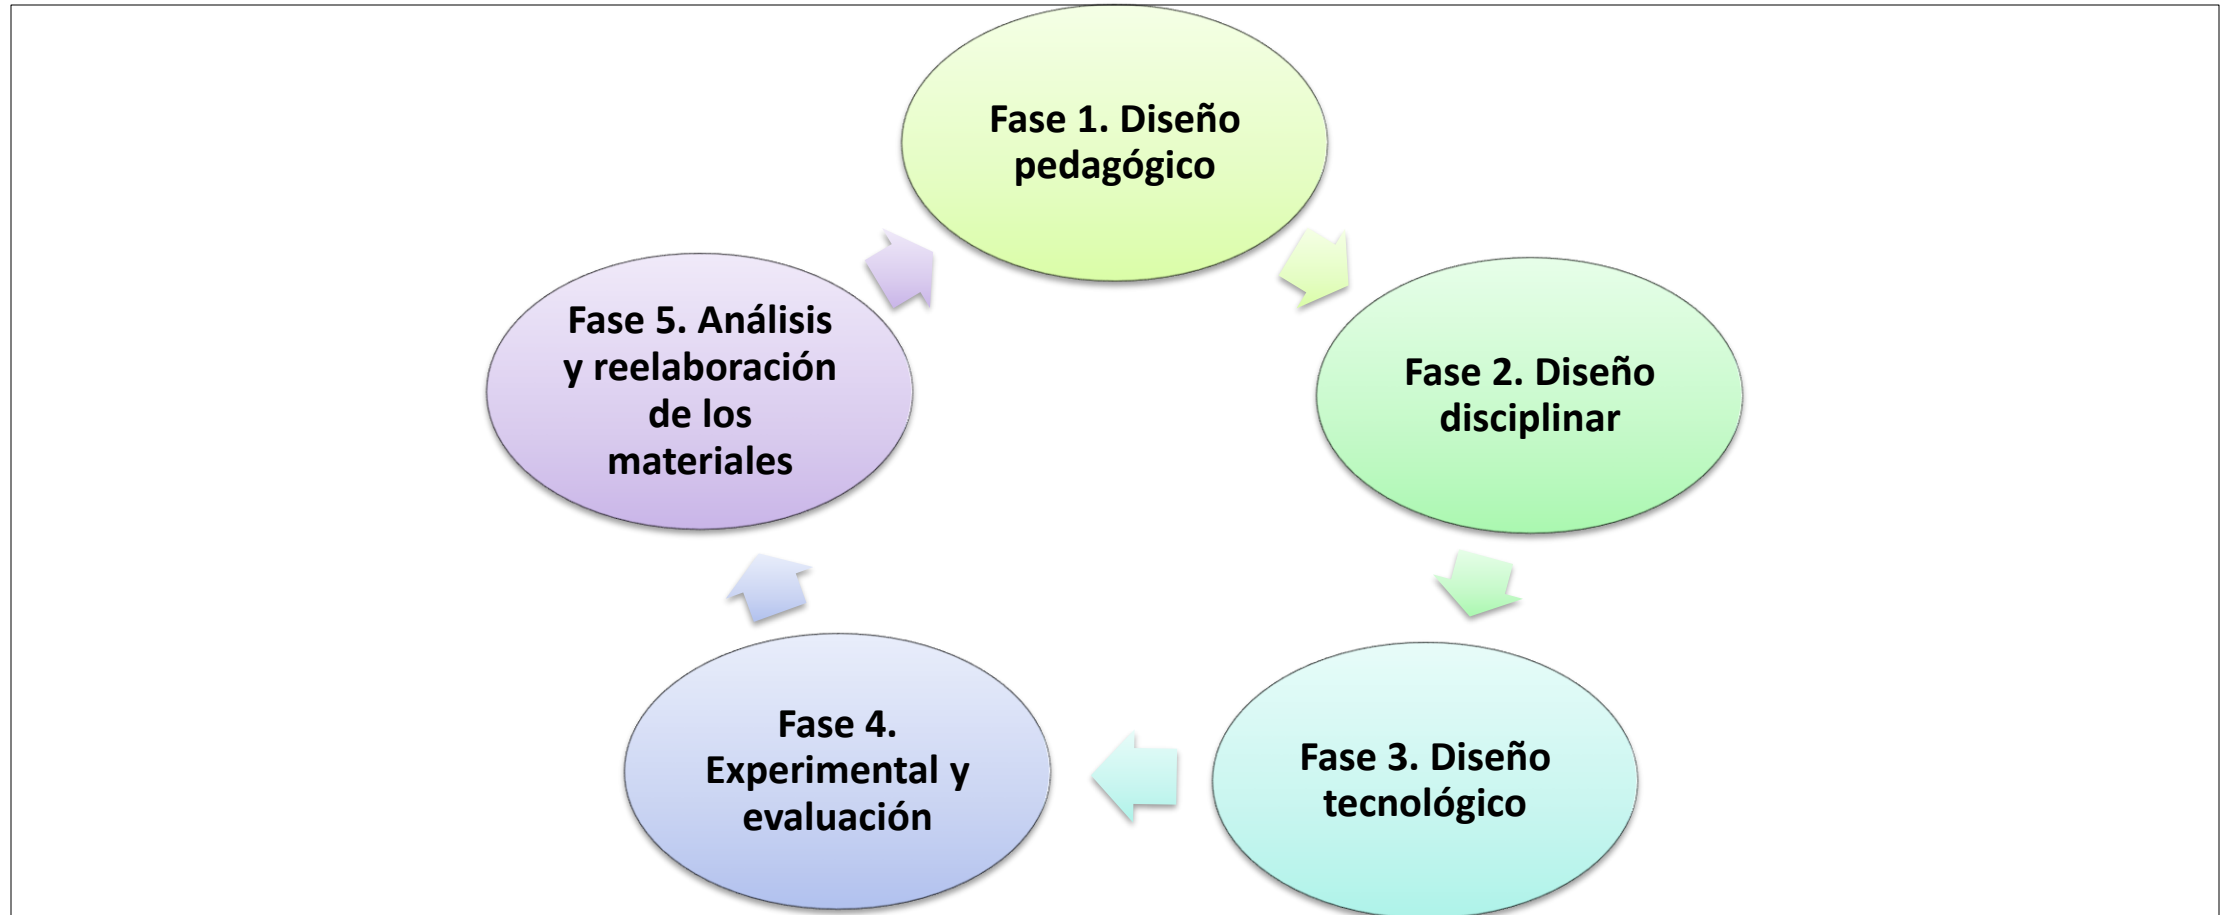 Fase 1. Diseño
pedagógico
Fase 2. Diseño
disciplinar
Fase 3. Diseño
tecnológico
Fase 4.
Experimental y
evaluación
Fase 5. Análisis
y reelaboración
de los
materiales